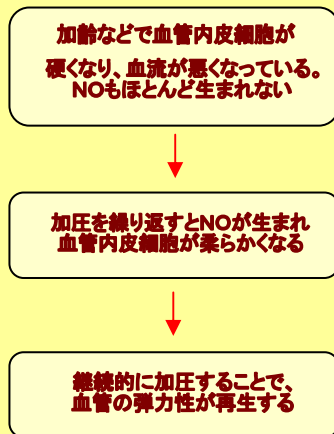 加齢などで血管内皮細胞が
硬くなり、血流が悪くなっている。
NOもほとんど生まれない
加圧を繰り返すとNOが生まれ
血管内皮細胞が柔らかくなる
継続的に加圧することで、
血管の弾力性が再生する